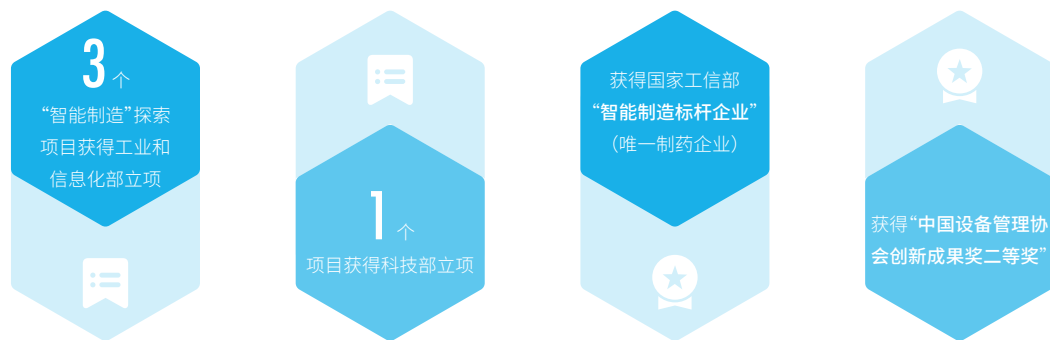 3个
“智能制造”探索
项目获得工业和
信息化部立项
1个
项目获得科技部立项
获得国家工信部
“智能制造标杆企业”
（唯一制药企业）
获得“中国设备管理协
会创新成果奖二等奖”